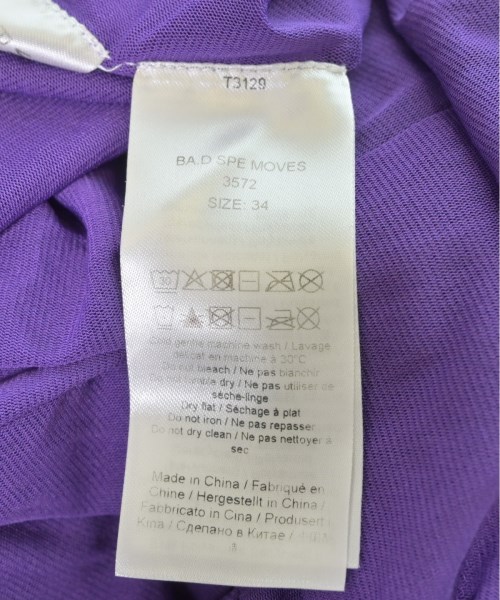 T3129
BA.D SPE MOVES
3572
SIZE: 34
30
Cold gentle machine wash / Lavage
délicat en machine à 30°C
Do not bleach / Ne pas blanchir
Do not tumble dry / Ne pas utiliser de
sèche-linge
Dry flat / Séchage à plat
Do not iron / Ne pas repasser
Do not dry clean / Ne pas nettoyer à
sec
Made in China / Fabriqué en
Chine / Hergestellt in China /
Fabbricato in Cina / Produsert i
Kina / Сделано в Китае /